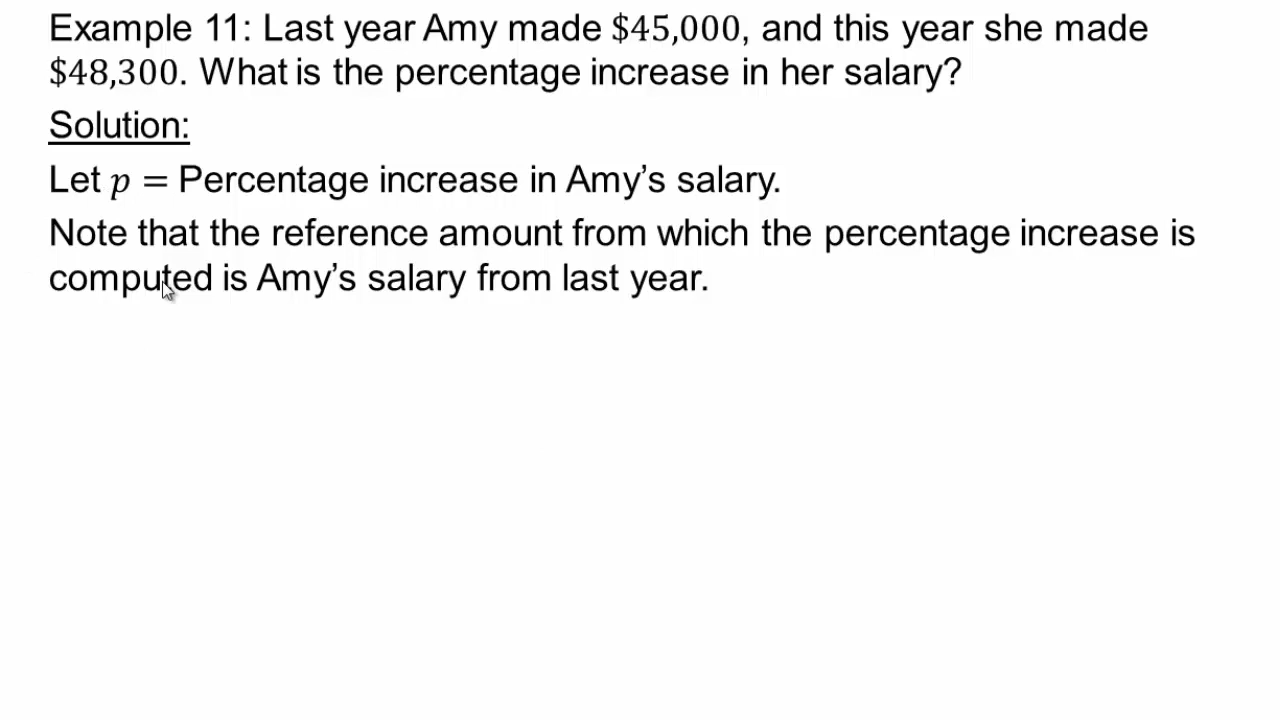 Example 11: Last year Amy made $45,000, and this year she made
$48,300. What is the percentage increase in her salary?
Solution:
Let p = Percentage increase in Amy’s salary.
Note that the reference amount from which the percentage increase is
computed is Amy’s salary from last year.